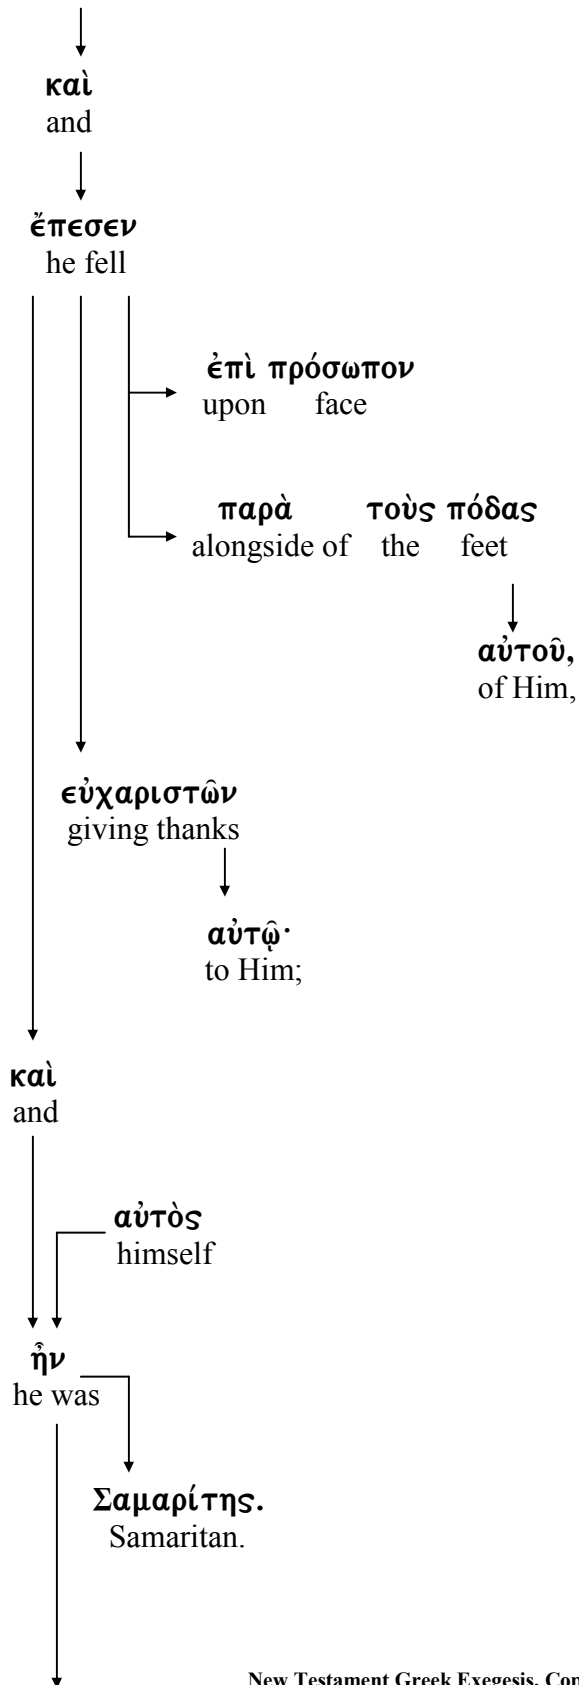 καὶ
and
ἔπεσεν
he fell
ἐπὶ πρόσωπον
upon face
παρὰ τοὺς πόδας
alongside of the feet
αὐτοῦ,
of Him,
εὐχαριστῶν
giving thanks
αὐτῷ·
to Him;
καὶ
and
αὐτὸς
himself
ἦν
he was
Σαμαρίτης.
Samaritan.
New Testament Greek Exegesis,